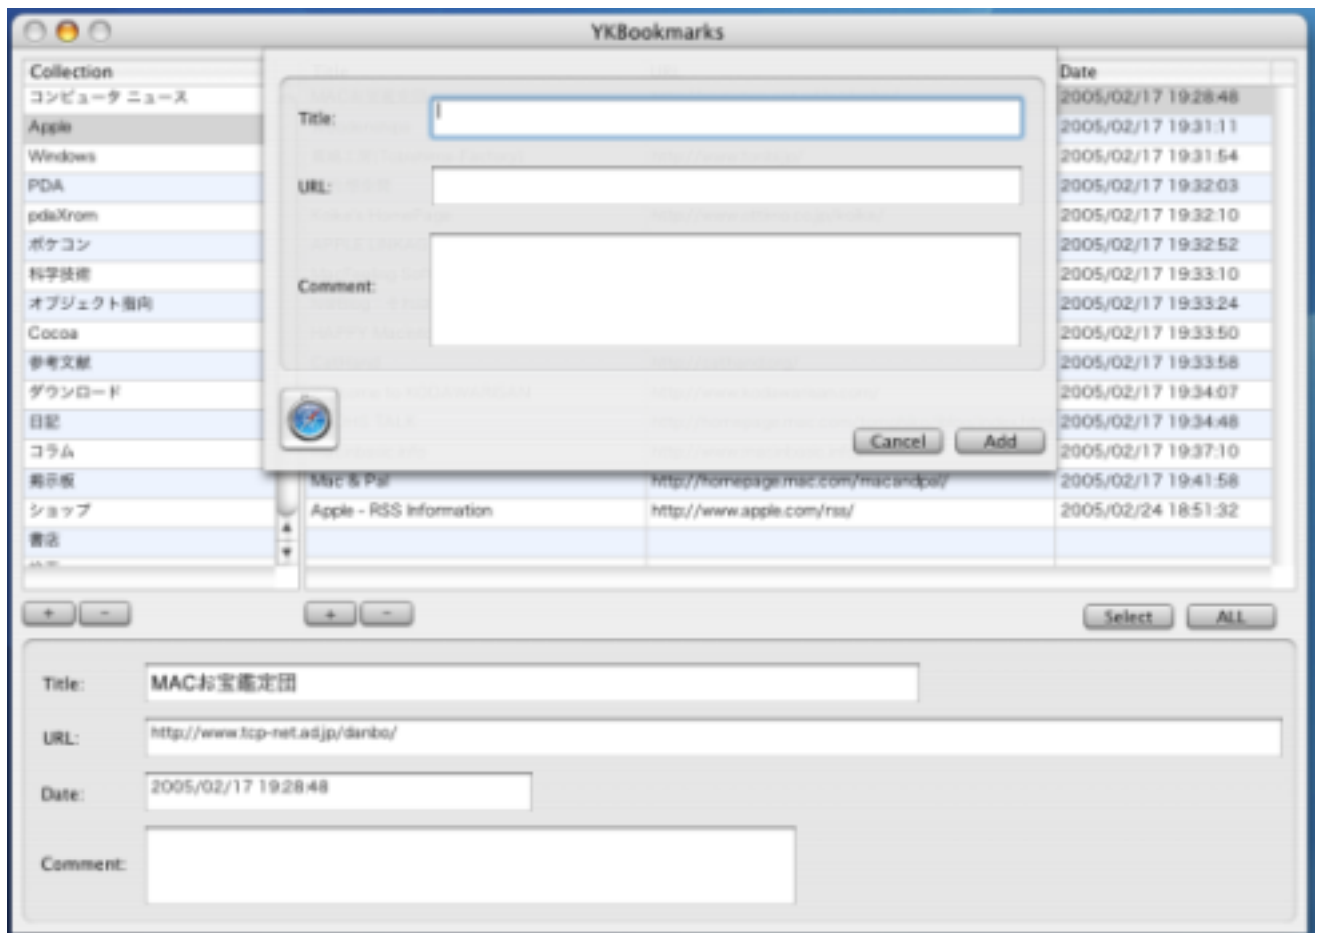 YKBookmarks
Collection
Date
コンピュータ ニュース
2005/02/17 19:28:48
Apple
2005/02/17 19:31:11
Windows
2005/02/17 19:31:54
PDA
2005/02/17 19:32:03
pdaXrom
2005/02/17 19:32:10
ポケコン
2005/02/17 19:32:52
科学技術
2005/02/17 19:33:10
オブジェクト指向
2005/02/17 19:33:24
Cocoa
2005/02/17 19:33:50
参考文献
2005/02/17 19:33:58
ダウンロード
2005/02/17 19:34:07
日記
2005/02/17 19:34:48
コラム
2005/02/17 19:37:10
掲示板
Mac & Pal http://homepage.mac.com/macandpal/ 2005/02/17 19:41:58
ショップ
Apple - RSS Information http://www.apple.com/rss/ 2005/02/24 18:51:32
書店
Title:
URL:
Comment:
Cancel Add
+ -
+ -
Select ALL
Title: MACお宝鑑定団
URL: http://www.tcp-net.ad.jp/danbo/
Date: 2005/02/17 19:28:48
Comment: